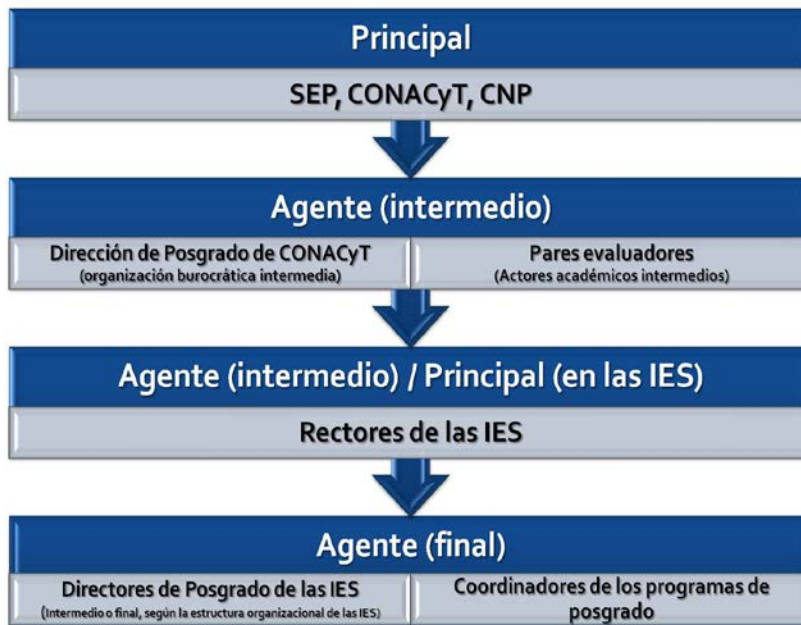 Principal
SEP, CONACyT, CNP
Agente (intermedio)
Dirección de Posgrado de CONACyT
(organización burocrática intermedia)
Pares evaluadores
(Actores académicos intermedios)
Agente (intermedio) / Principal (en las IES)
Rectores de las IES
Agente (final)
Directores de Posgrado de las IES
(Intermedio o final, según la estructura organizacional de las IES)
Coordinadores de los programas de
posgrado